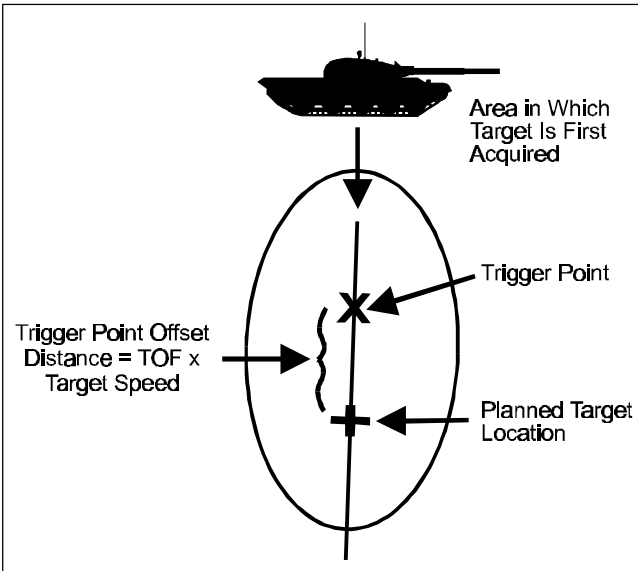 Area in Which
Target Is First
Acquired
Trigger Point
Trigger Point Offset
Distance = TOF x
Target Speed
Planned Target
Location